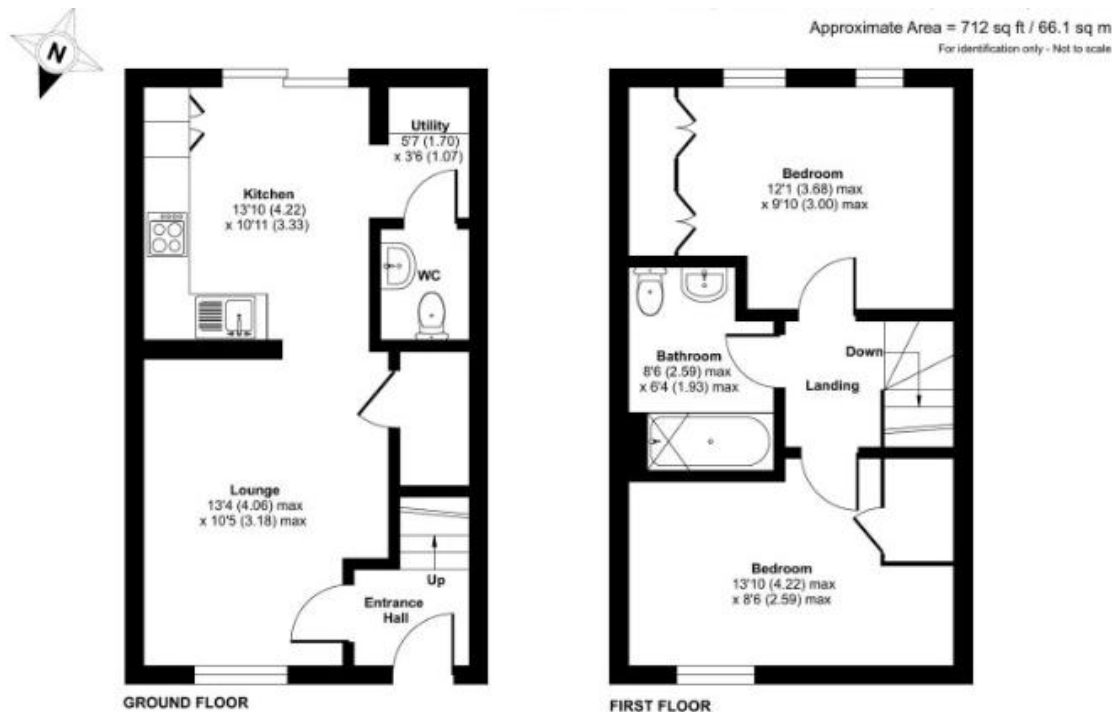 Approximate Area = 712 sq ft / 66.1 sq m
For identification only - Not to scale
N
Utility
5'7 (1.70)
x 3'6 (1.07)
Kitchen
13'10 (4.22)
x 10'11 (3.33)
WC
Lounge
13'4 (4.06) max
x 10'5 (3.18) max
Up
Entrance
Hall
GROUND FLOOR
Bedroom
12'1 (3.68) max
x 9'10 (3.00) max
Bathroom
8'6 (2.59) max
x 6'4 (1.93) max
Down
Landing
Bedroom
13'10 (4.22) max
x 8'6 (2.59) max
FIRST FLOOR